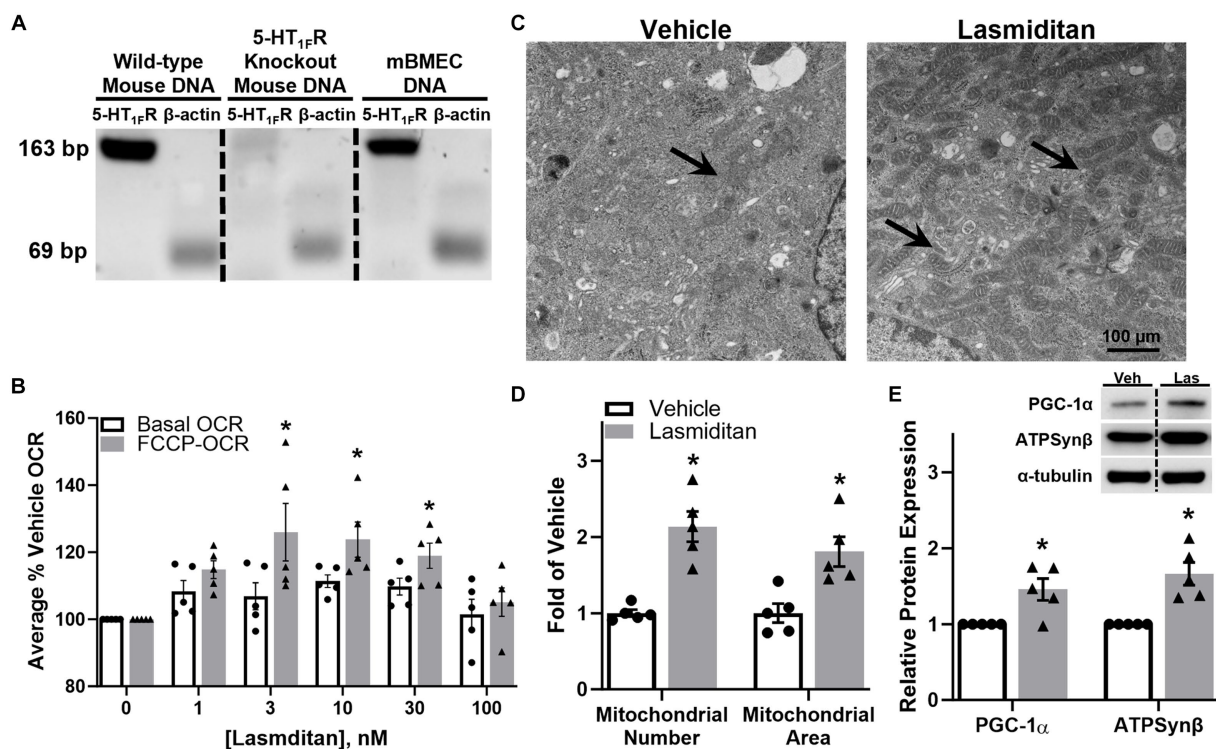 A
Wild-type
Mouse DNA
5-HT1FR
Knockout
Mouse DNA
mBMEC
DNA
5-HT1FR β-actin 5-HT1FR β-actin 5-HT1FR β-actin
163 bp
69 bp
C
Vehicle
Lasmiditan
100 µm
B
Average % Vehicle OCR
160
140
120
100
80
Basal OCR
FCCP-OCR
* * *
0 1 3 10 30 100
[Lasmditan], nM
D
Fold of Vehicle
3
2
1
0
Vehicle
Lasmiditan
* *
Mitochondrial
Number
Mitochondrial
Area
E
Veh Las
PGC-1α
ATPSynβ
α-tubulin
Relative Protein Expression
3
2
1
0
* *
PGC-1α ATPSynβ